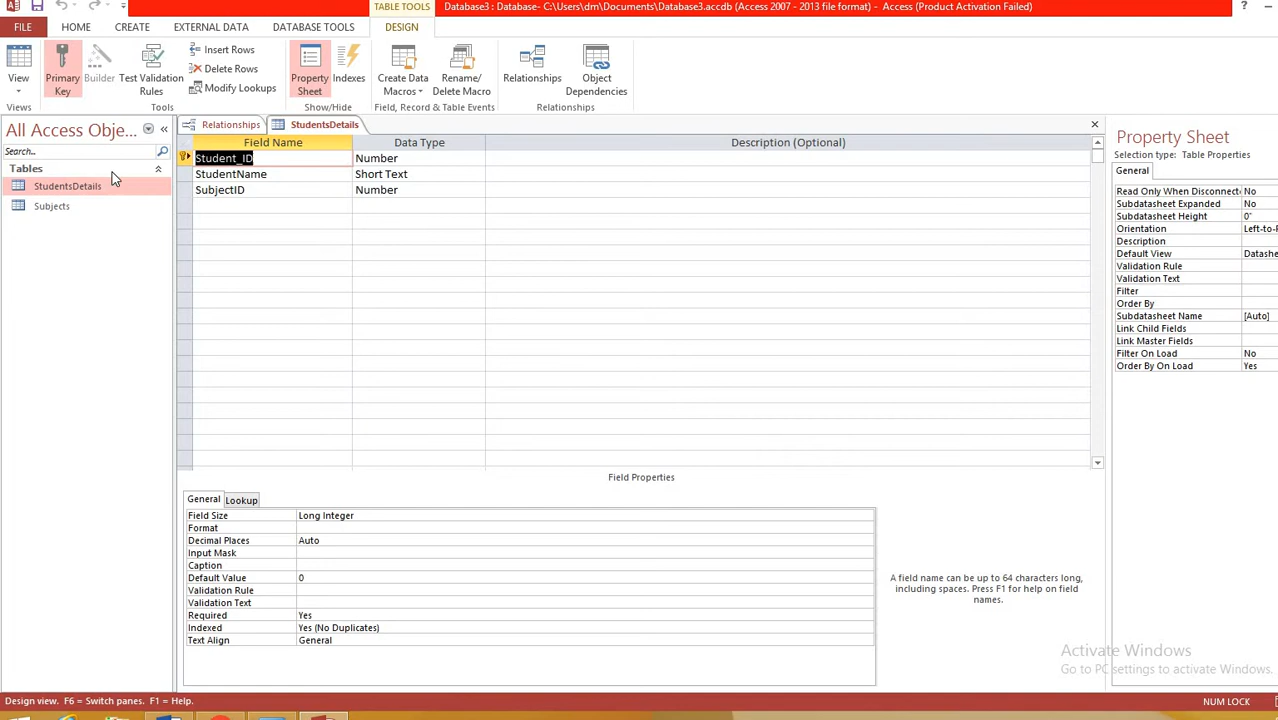 TABLE TOOLS
Database3 : Database- C:\Users\dm\Documents\Database3.accdb (Access 2007 - 2013 file format) - Access (Product Activation Failed)
?
FILE
HOME
CREATE
EXTERNAL DATA
DATABASE TOOLS
DESIGN
View
Primary
Key
Builder
Test Validation
Rules
Insert Rows
Delete Rows
Modify Lookups
Property
Sheet
Indexes
Create Data
Macros
Rename/
Delete Macro
Relationships
Object
Dependencies
Views
Tools
Show/Hide
Field, Record & Table Events
Relationships
All Access Obje...
Search...
Tables
StudentsDetails
Subjects
Relationships
StudentsDetails
Field Name
Data Type
Description (Optional)
Student_ID
Number
StudentName
Short Text
SubjectID
Number
Field Properties
General
Lookup
Field Size
Long Integer
Format
Decimal Places
Auto
Input Mask
Caption
Default Value
0
Validation Rule
Validation Text
Required
Yes
Indexed
Yes (No Duplicates)
Text Align
General
A field name can be up to 64 characters long,
including spaces. Press F1 for help on field
names.
Property Sheet
Selection type: Table Properties
General
Read Only When Disconnecte
No
Subdatasheet Expanded
No
Subdatasheet Height
0"
Orientation
Left-to-R
Description
Default View
Datashe
Validation Rule
Validation Text
Filter
Order By
Subdatasheet Name
[Auto]
Link Child Fields
Link Master Fields
Filter On Load
No
Order By On Load
Yes
Activate Windows
Go to PC settings to activate Windows.
Design view. F6 = Switch panes. F1 = Help.
NUM LOCK